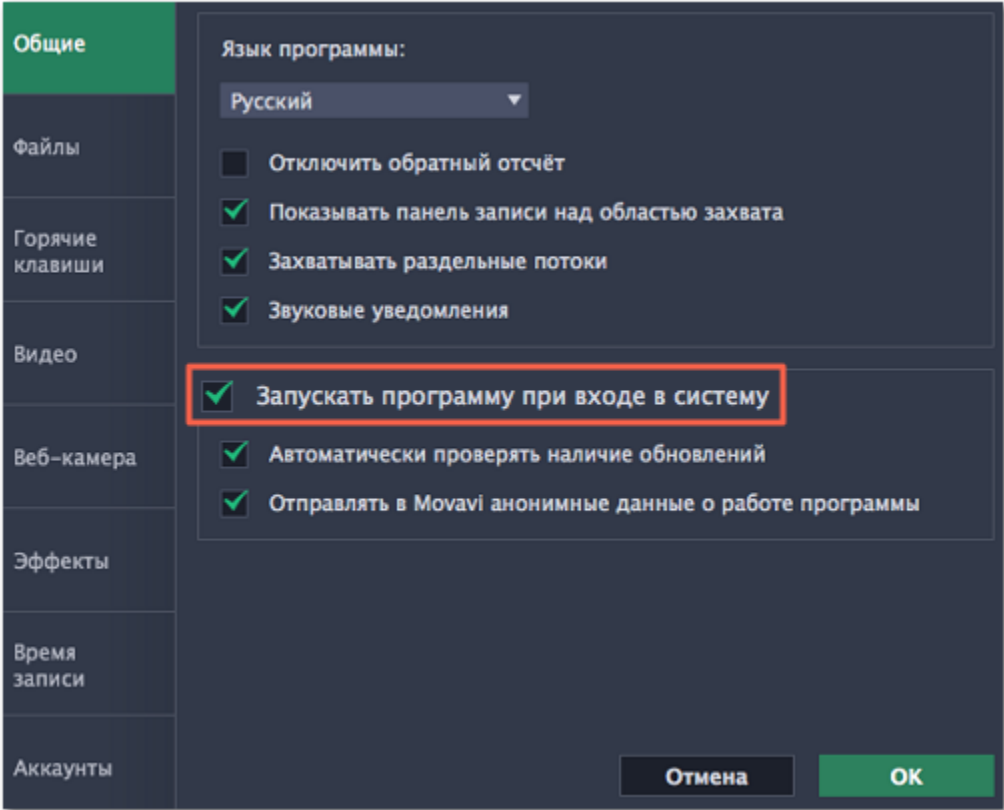 Общие
Файлы
Горячие
клавиши
Видео
Веб-камера
Эффекты
Время
записи
Аккаунты
Язык программы:
Русский
Отключить обратный отсчёт
Показывать панель записи над областью захвата
Захватывать раздельные потоки
Звуковые уведомления
Запускать программу при входе в систему
Автоматически проверять наличие обновлений
Отправлять в Movavi анонимные данные о работе программы
Отмена
ОК